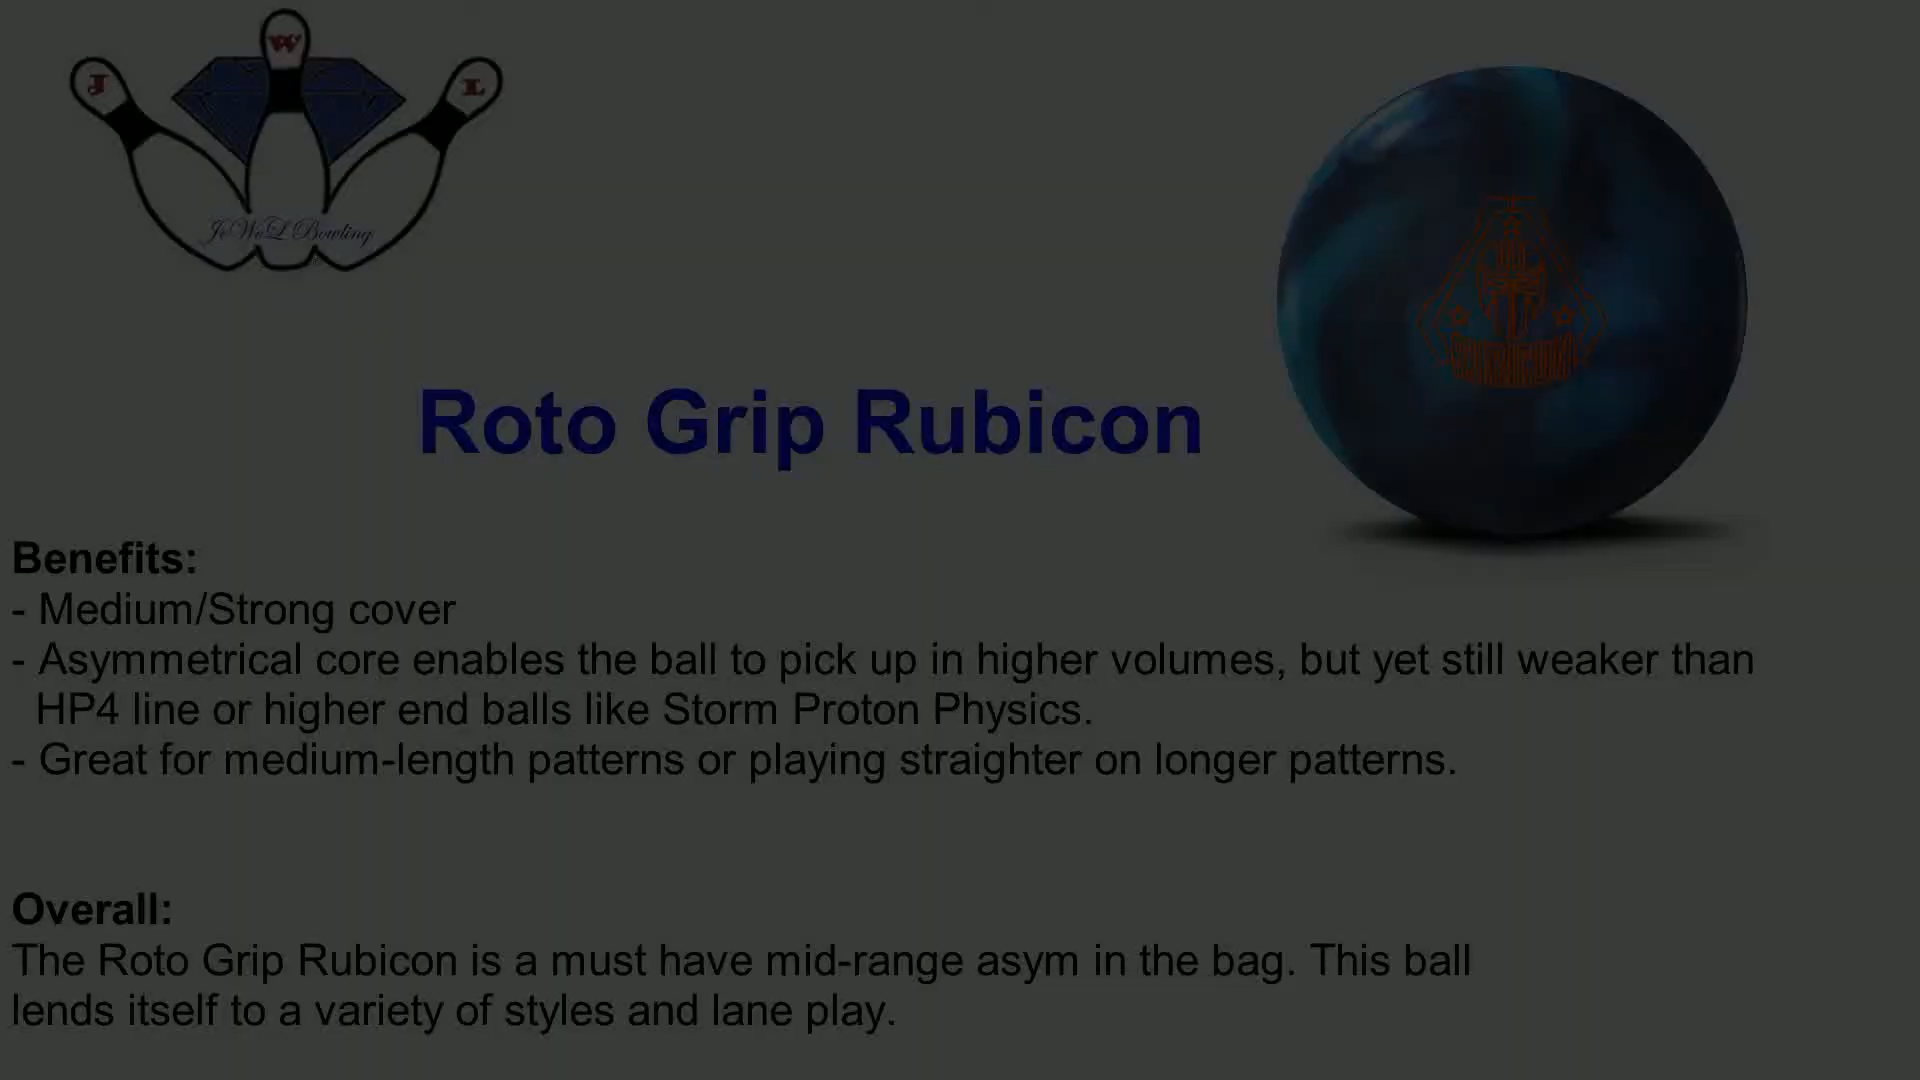 W
J
L
JeWeL Bowling
Roto Grip Rubicon
RUBICON
Benefits:
- Medium/Strong cover
- Asymmetrical core enables the ball to pick up in higher volumes, but yet still weaker than
HP4 line or higher end balls like Storm Proton Physics.
- Great for medium-length patterns or playing straighter on longer patterns.
Overall:
The Roto Grip Rubicon is a must have mid-range asym in the bag. This ball
lends itself to a variety of styles and lane play.